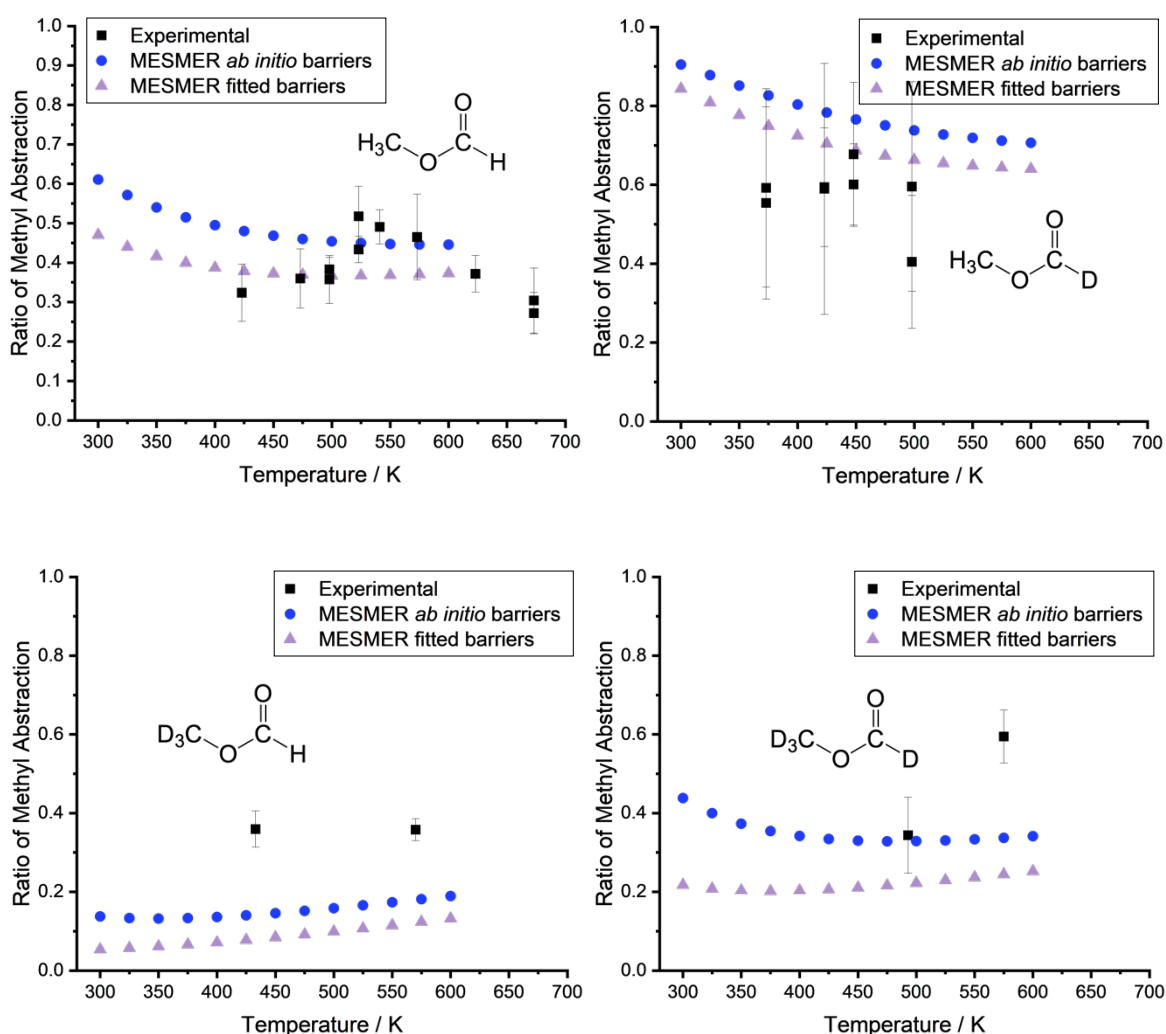 Ratio of Methyl Abstraction
1.0
0.9
0.8
0.7
0.6
0.5
0.4
0.3
0.2
0.1
0.0
Experimental
MESMER ab initio barriers
MESMER fitted barriers
O
H₃C
O
H
300 350 400 450 500 550 600 650 700
Temperature / K
Ratio of Methyl Abstraction
1.0
0.8
0.6
0.4
0.2
0.0
Experimental
MESMER ab initio barriers
MESMER fitted barriers
O
H₃C
O
D
300 350 400 450 500 550 600 650 700
Temperature / K
Ratio of Methyl Abstraction
1.0
0.8
0.6
0.4
0.2
0.0
Experimental
MESMER ab initio barriers
MESMER fitted barriers
O
D₃C
O
H
300 350 400 450 500 550 600 650 700
Temperature / K
Ratio of Methyl Abstraction
1.0
0.8
0.6
0.4
0.2
0.0
Experimental
MESMER ab initio barriers
MESMER fitted barriers
O
D₃C
O
D
300 350 400 450 500 550 600 650 700
Temperature / K